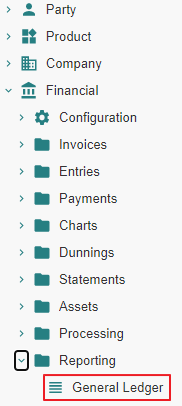 Party
Product
Company
Financial
Configuration
Invoices
Entries
Payments
Charts
Dunnings
Statements
Assets
Processing
Reporting
General Ledger